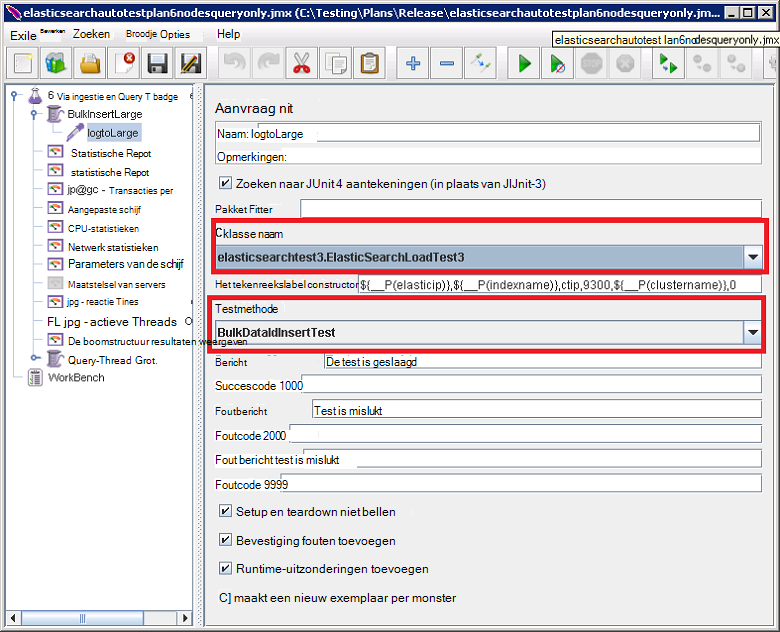 elasticsearchautotestplan6nodesqueryonly.jmx (C:\Testing\Plans\Release\elasticsearchautotestplan6nodesqueryonly.jm...
Exile Bewerken Zoeken Broodje Opties Help
elasticsearchautotest lan6nodesqueryonly.jmx
6 Via ingestie en Query T badge
BulkInsertLarge
logtoLarge
Statistische Repot
statistische Repot
jp@gc - Transacties per
Aangepaste schijf
CPU-statistieken
Netwerk statistieken
Parameters van de schijf
Maatstelsel van servers
jpg - reactie Tines
FL jpg - actieve Threads O
De boomstructuur resultaten weergeven
Query-Thread Grot.
WorkBench
Aanvraag nit
Naam: logtoLarge
Opmerkingen:
Zoeken naar JUnit 4 aantekeningen (in plaats van JlJnit-3)
Pakket Fitter
Cklasse naam
elasticsearchtest3.ElasticSearchLoadTest3
Het tekenreekslabel constructor ${__P(elasticip)},${__P(indexname)},ctip,9300,${__P(clustername)},0
Testmethode
BulkDataIdInsertTest
Bericht De test is geslaagd
Succescode 1000
Foutbericht Test is mislukt
Foutcode 2000
Fout bericht test is mislukt
Foutcode 9999
Setup en teardown niet bellen
Bevestiging fouten toevoegen
Runtime-uitzonderingen toevoegen
C] maakt een nieuw exemplaar per monster